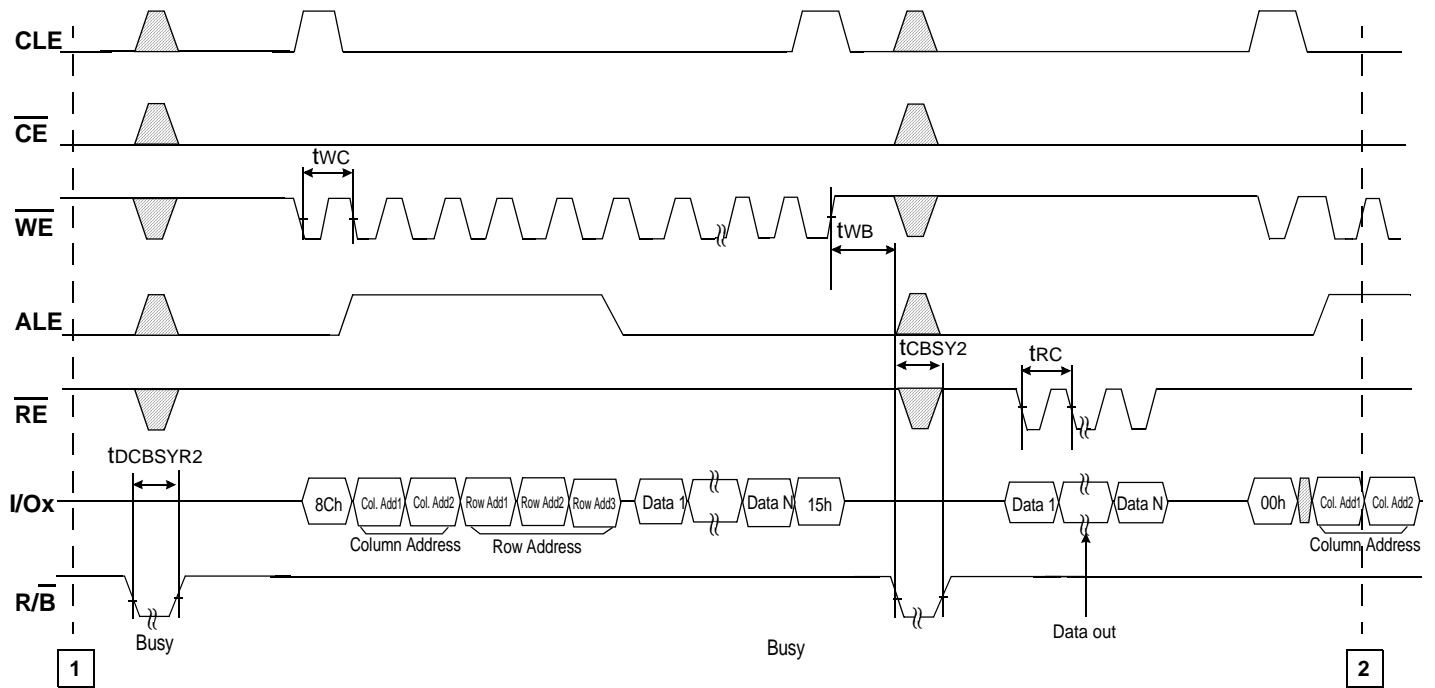 CLE
CE
tWC
WE
tWB
ALE
tCBSY2
tRC
RE
tDCBSYR2
I/Ox
8Ch
Col. Add1
Col. Add2
Row Add1
Row Add2
Row Add3
Data 1
Data N
15h
Data 1
Data N
00h
Col. Add1
Col. Add2
Column Address
Row Address
Column Address
R/B
Busy
Busy
Data out
1
2